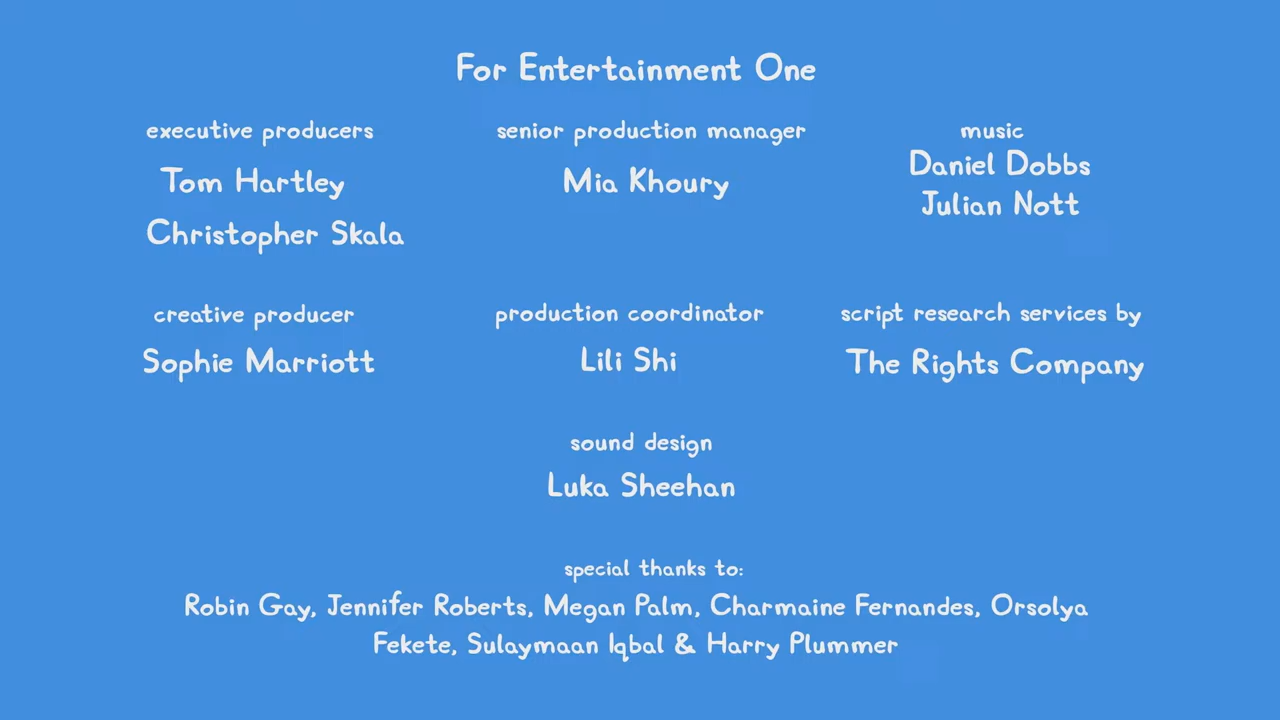 For Entertainment One
executive producers
Tom Hartley
Christopher Skala
senior production manager
Mia Khoury
music
Daniel Dobbs
Julian Nott
creative producer
Sophie Marriott
production coordinator
Lili Shi
script research services by
The Rights Company
sound design
Luka Sheehan
special thanks to:
Robin Gay, Jennifer Roberts, Megan Palm, Charmaine Fernandes, Orsolya
Fekete, Sulaymaan Iqbal & Harry Plummer